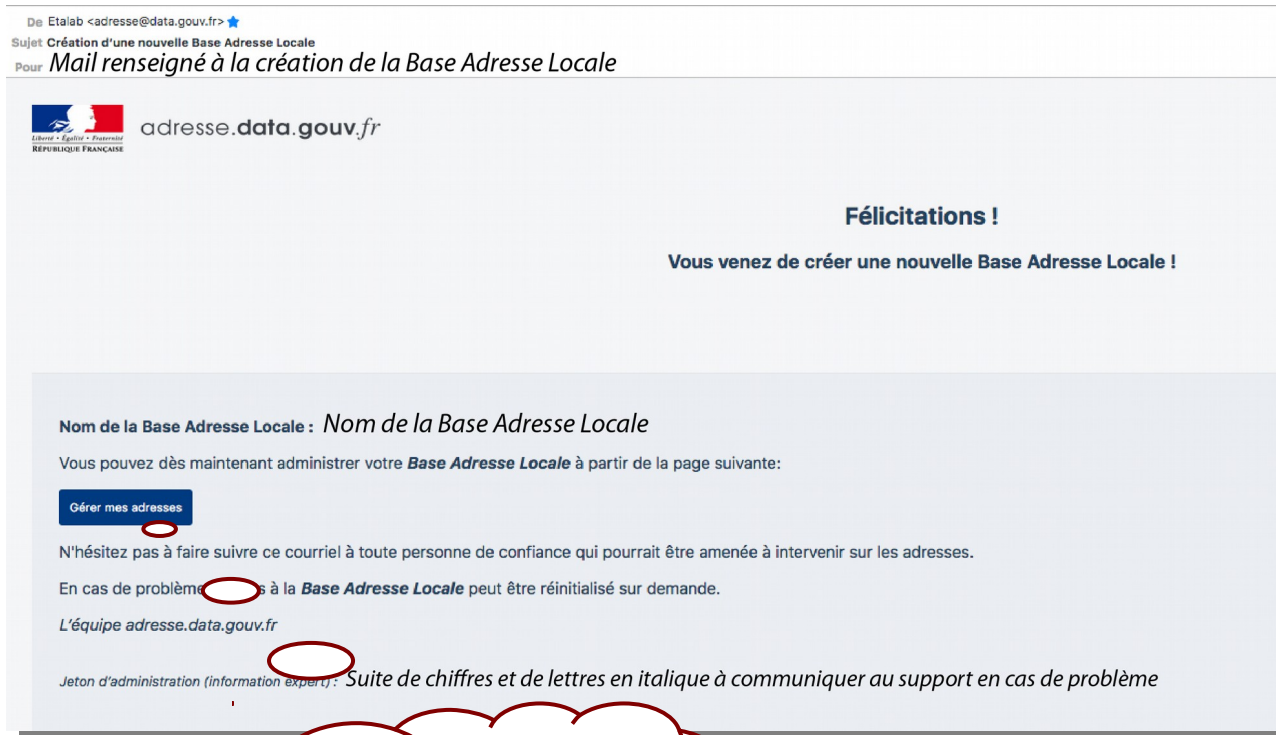 De Etalab <adresse@data.gouv.fr>
Sujet Création d'une nouvelle Base Adresse Locale
Pour Mail renseigné à la création de la Base Adresse Locale
Liberté • Égalité • Fraternité
RÉPUBLIQUE FRANÇAISE
adresse.data.gouv.fr
Félicitations !
Vous venez de créer une nouvelle Base Adresse Locale !
Nom de la Base Adresse Locale : Nom de la Base Adresse Locale
Vous pouvez dès maintenant administrer votre Base Adresse Locale à partir de la page suivante:
Gérer mes adresses
N'hésitez pas à faire suivre ce courriel à toute personne de confiance qui pourrait être amenée à intervenir sur les adresses.
En cas de problème à la Base Adresse Locale peut être réinitialisé sur demande.
L'équipe adresse.data.gouv.fr
Jeton d'administration (information expert) : Suite de chiffres et de lettres en italique à communiquer au support en cas de problème